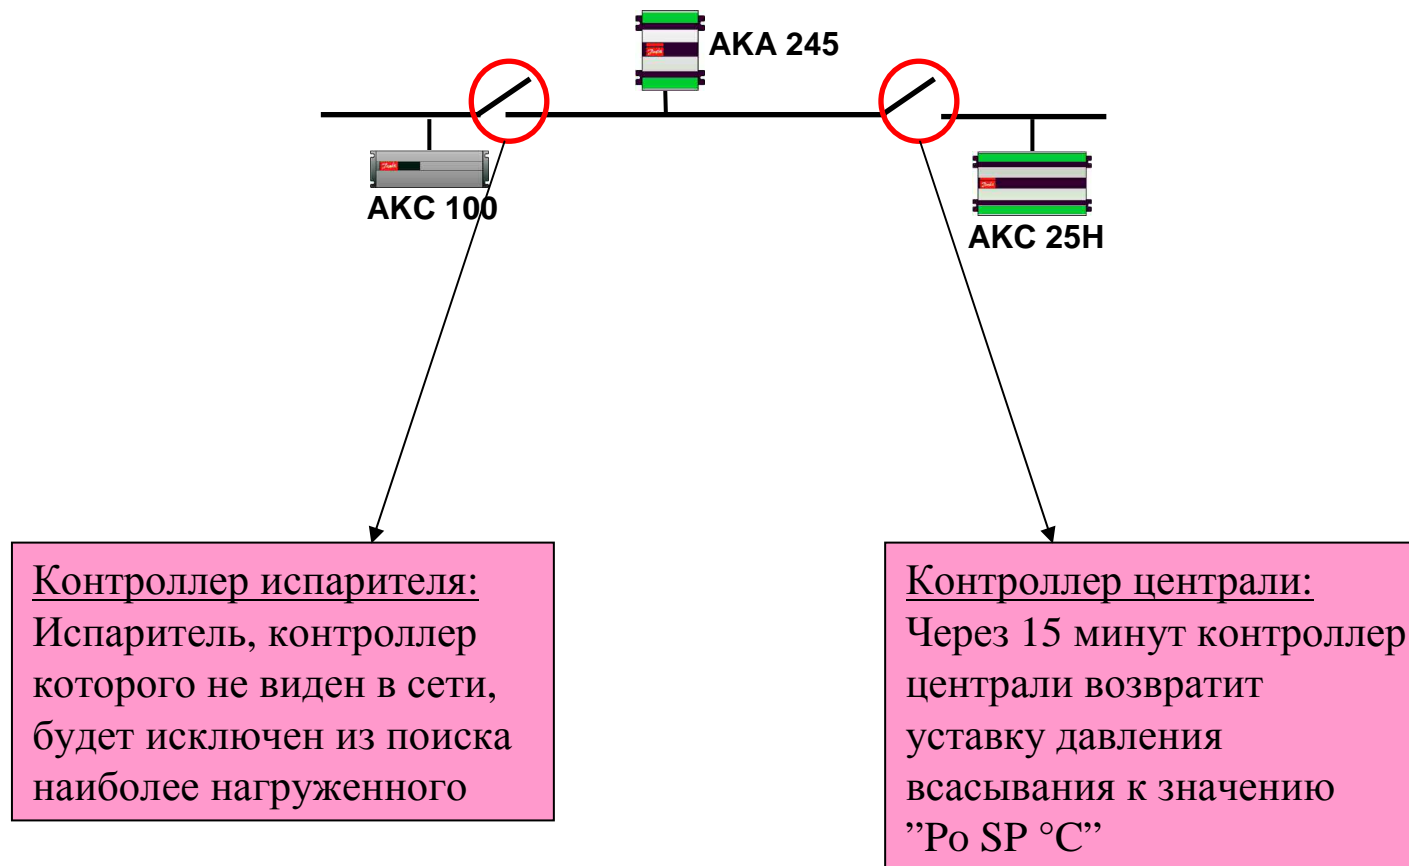 AKA 245
AKC 100
AKC 25H
Контроллер испарителя:
Испаритель, контроллер
которого не виден в сети,
будет исключен из поиска
наиболее нагруженного
Контроллер централи:
Через 15 минут контроллер
централи возвратит
уставку давления
всасывания к значению
”Po SP °C”